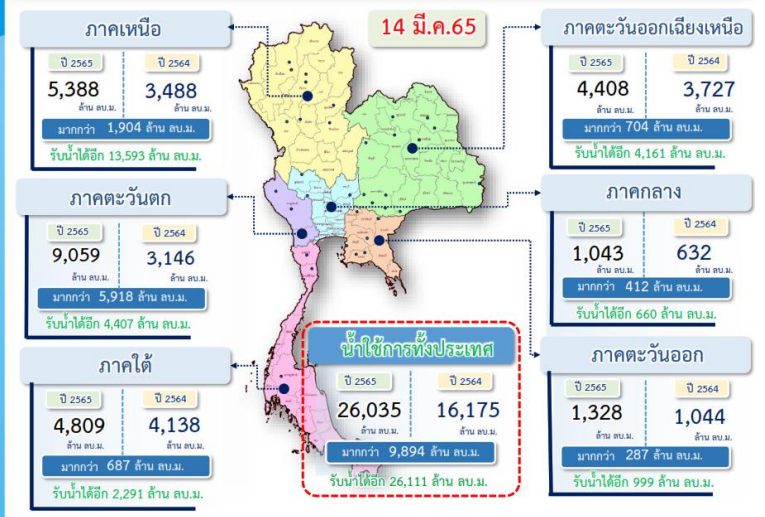 14 มี.ค.65
ภาคเหนือ
ปี 2565 ปี 2564
5,388 3,488
ล้าน ลบ.ม. ล้าน ลบ.ม.
มากกว่า 1,904 ล้าน ลบ.ม.
รับน้ำได้อีก 13,593 ล้าน ลบ.ม.
ภาคตะวันออกเฉียงเหนือ
ปี 2565 ปี 2564
4,408 3,727
ล้าน ลบ.ม. ล้าน ลบ.ม.
มากกว่า 704 ล้าน ลบ.ม.
รับน้ำได้อีก 4,161 ล้าน ลบ.ม.
ภาคตะวันตก
ปี 2565 ปี 2564
9,059 3,146
ล้าน ลบ.ม. ล้าน ลบ.ม.
มากกว่า 5,918 ล้าน ลบ.ม.
รับน้ำได้อีก 4,407 ล้าน ลบ.ม.
ภาคกลาง
ปี 2565 ปี 2564
1,043 632
ล้าน ลบ.ม. ล้าน ลบ.ม.
มากกว่า 412 ล้าน ลบ.ม.
รับน้ำได้อีก 660 ล้าน ลบ.ม.
ภาคใต้
ปี 2565 ปี 2564
4,809 4,138
ล้าน ลบ.ม. ล้าน ลบ.ม.
มากกว่า 687 ล้าน ลบ.ม.
รับน้ำได้อีก 2,291 ล้าน ลบ.ม.
น้ำใช้การทั้งประเทศ
ปี 2565 ปี 2564
26,035 16,175
ล้าน ลบ.ม. ล้าน ลบ.ม.
มากกว่า 9,894 ล้าน ลบ.ม.
รับน้ำได้อีก 26,111 ล้าน ลบ.ม.
ภาคตะวันออก
ปี 2565 ปี 2564
1,328 1,044
ล้าน ลบ.ม. ล้าน ลบ.ม.
มากกว่า 287 ล้าน ลบ.ม.
รับน้ำได้อีก 999 ล้าน ลบ.ม.